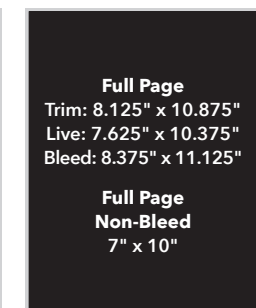 Full Page
Trim: 8.125" x 10.875"
Live: 7.625" x 10.375"
Bleed: 8.375" x 11.125"
Full Page
Non-Bleed
7" x 10"